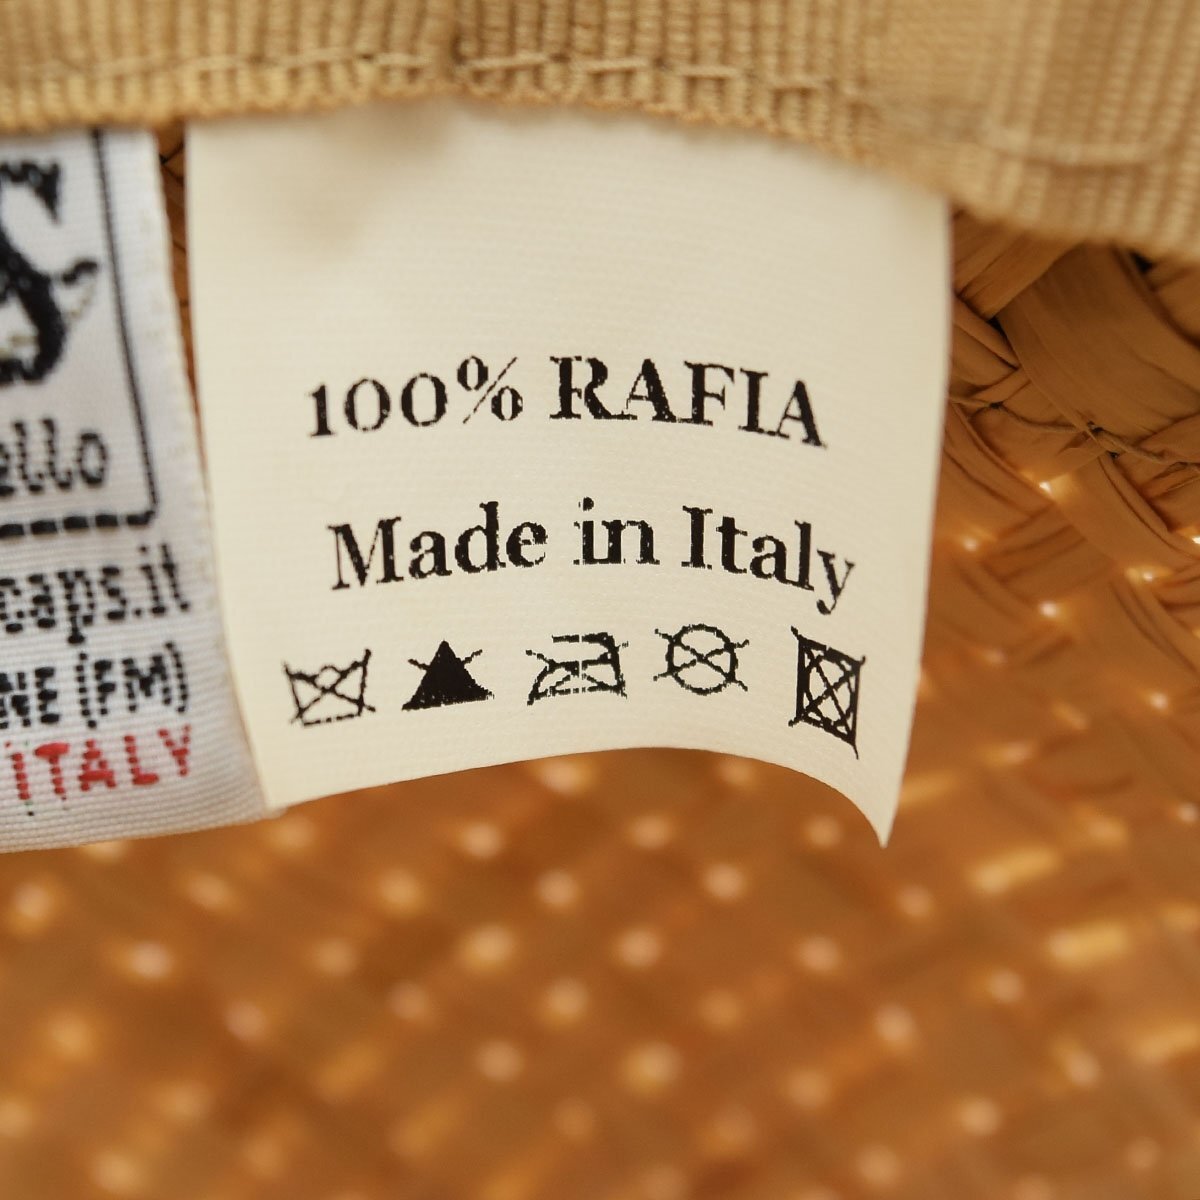 100% RAFIA
Made in Italy
S
ello
caps.it
NE (FM)
ITALY